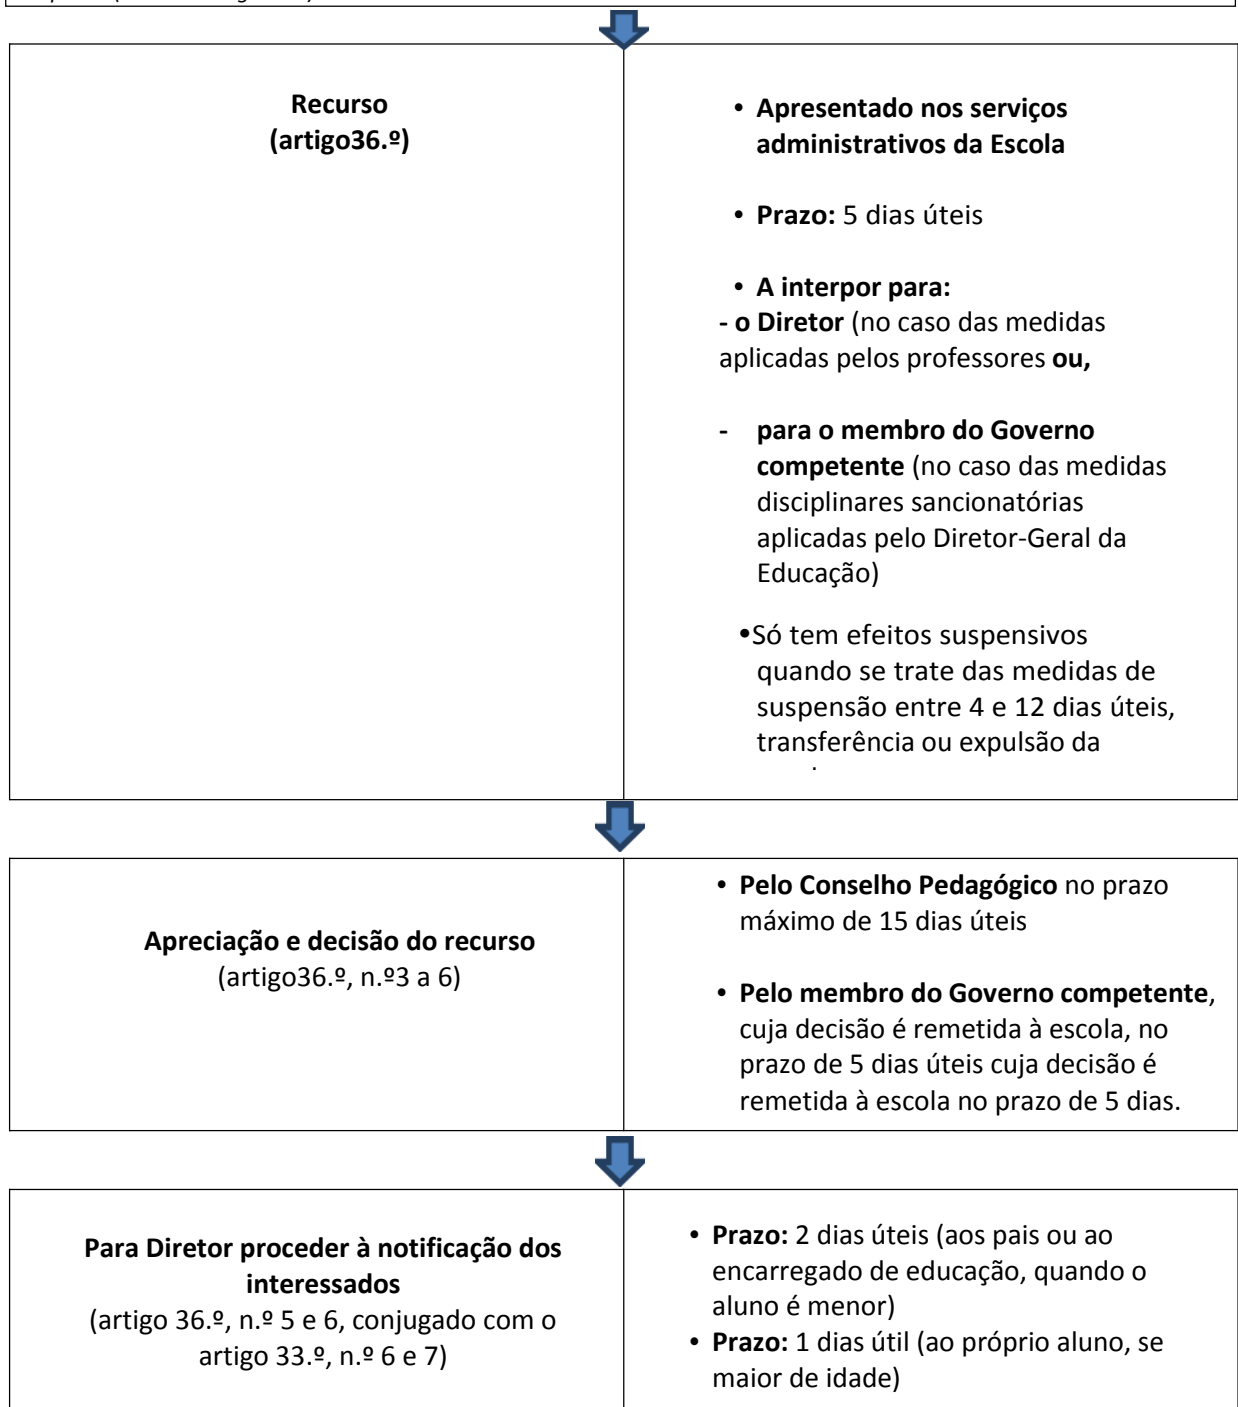 Recurso
(artigo36.º)
• Apresentado nos serviços
administrativos da Escola
• Prazo: 5 dias úteis
• A interpor para:
- o Diretor (no caso das medidas
aplicadas pelos professores ou,
- para o membro do Governo
competente (no caso das medidas
disciplinares sancionatórias
aplicadas pelo Diretor-Geral da
Educação)
•Só tem efeitos suspensivos
quando se trate das medidas de
suspensão entre 4 e 12 dias úteis,
transferência ou expulsão da
Apreciação e decisão do recurso
(artigo36.º, n.º3 a 6)
• Pelo Conselho Pedagógico no prazo
máximo de 15 dias úteis
• Pelo membro do Governo competente,
cuja decisão é remetida à escola, no
prazo de 5 dias úteis cuja decisão é
remetida à escola no prazo de 5 dias.
Para Diretor proceder à notificação dos
interessados
(artigo 36.º, n.º 5 e 6, conjugado com o
artigo 33.º, n.º 6 e 7)
• Prazo: 2 dias úteis (aos pais ou ao
encarregado de educação, quando o
aluno é menor)
• Prazo: 1 dias útil (ao próprio aluno, se
maior de idade)